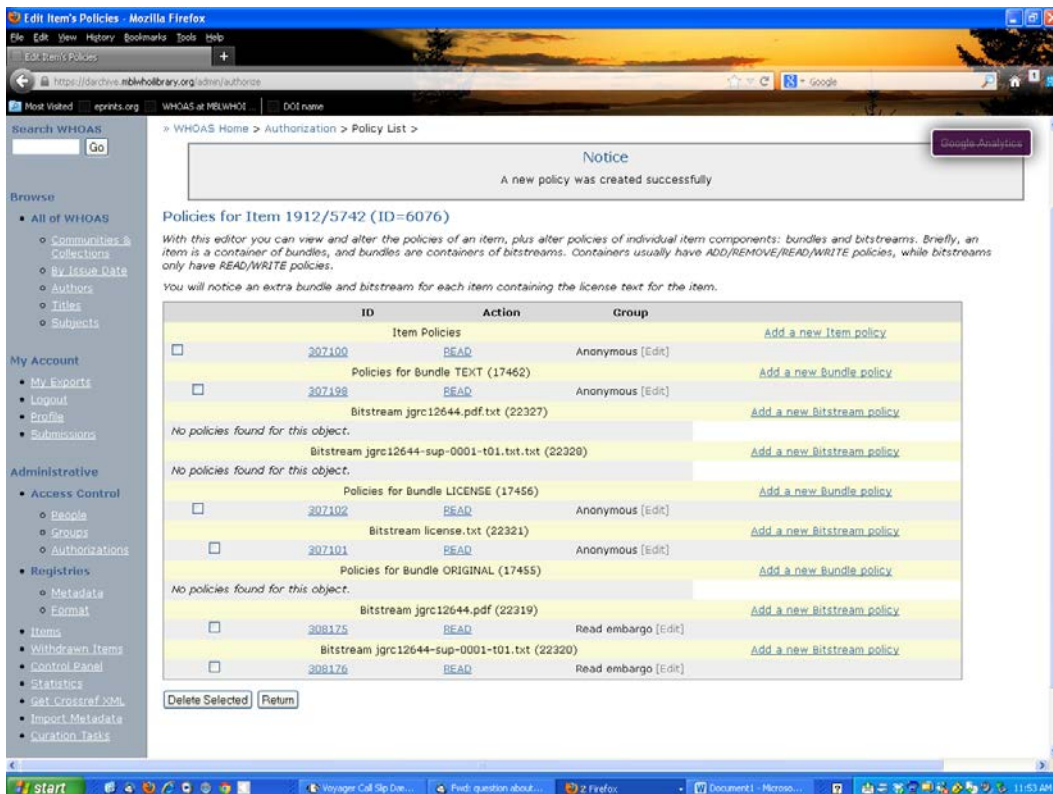 Edit Item's Policies - Mozilla Firefox
File Edit View History Bookmarks Tools Help
Edit Item's Policies +
https://darchive.mblwholibrary.org/admin/authorize
Google
1
Most Visited eprints.org WHOAS at MBLWHOI ... DOI name
Search WHOAS
Go
Browse
All of WHOAS
Communities & Collections
By Issue Date
Authors
Titles
Subjects
My Account
My Exports
Logout
Profile
Submissions
Administrative
Access Control
People
Groups
Authorizations
Registries
Metadata
Format
Items
Withdrawn Items
Control Panel
Statistics
Get Crossref XML
Import Metadata
Curation Tasks
» WHOAS Home > Authorization > Policy List >
Google Analytics
Notice
A new policy was created successfully
Policies for Item 1912/5742 (ID=6076)
With this editor you can view and alter the policies of an item, plus alter policies of individual item components: bundles and bitstreams. Briefly, an
item is a container of bundles, and bundles are containers of bitstreams. Containers usually have ADD/REMOVE/READ/WRITE policies, while bitstreams
only have READ/WRITE policies.
You will notice an extra bundle and bitstream for each item containing the license text for the item.
ID Action Group
Item Policies Add a new Item policy
307100 READ Anonymous [Edit]
Policies for Bundle TEXT (17462) Add a new Bundle policy
307198 READ Anonymous [Edit]
Bitstream jgrc12644.pdf.txt (22327) Add a new Bitstream policy
No policies found for this object.
Bitstream jgrc12644-sup-0001-t01.txt.txt (22328) Add a new Bitstream policy
No policies found for this object.
Policies for Bundle LICENSE (17456) Add a new Bundle policy
307102 READ Anonymous [Edit]
Bitstream license.txt (22321) Add a new Bitstream policy
307101 READ Anonymous [Edit]
Policies for Bundle ORIGINAL (17455) Add a new Bundle policy
No policies found for this object.
Bitstream jgrc12644.pdf (22319) Add a new Bitstream policy
308175 READ Read embargo [Edit]
Bitstream jgrc12644-sup-0001-t01.txt (22320) Add a new Bitstream policy
308176 READ Read embargo [Edit]
Delete Selected Return
start Voyager Call Slip Dae... Fwd: question about... 2 Firefox Document1 - Microso... 11:53 AM